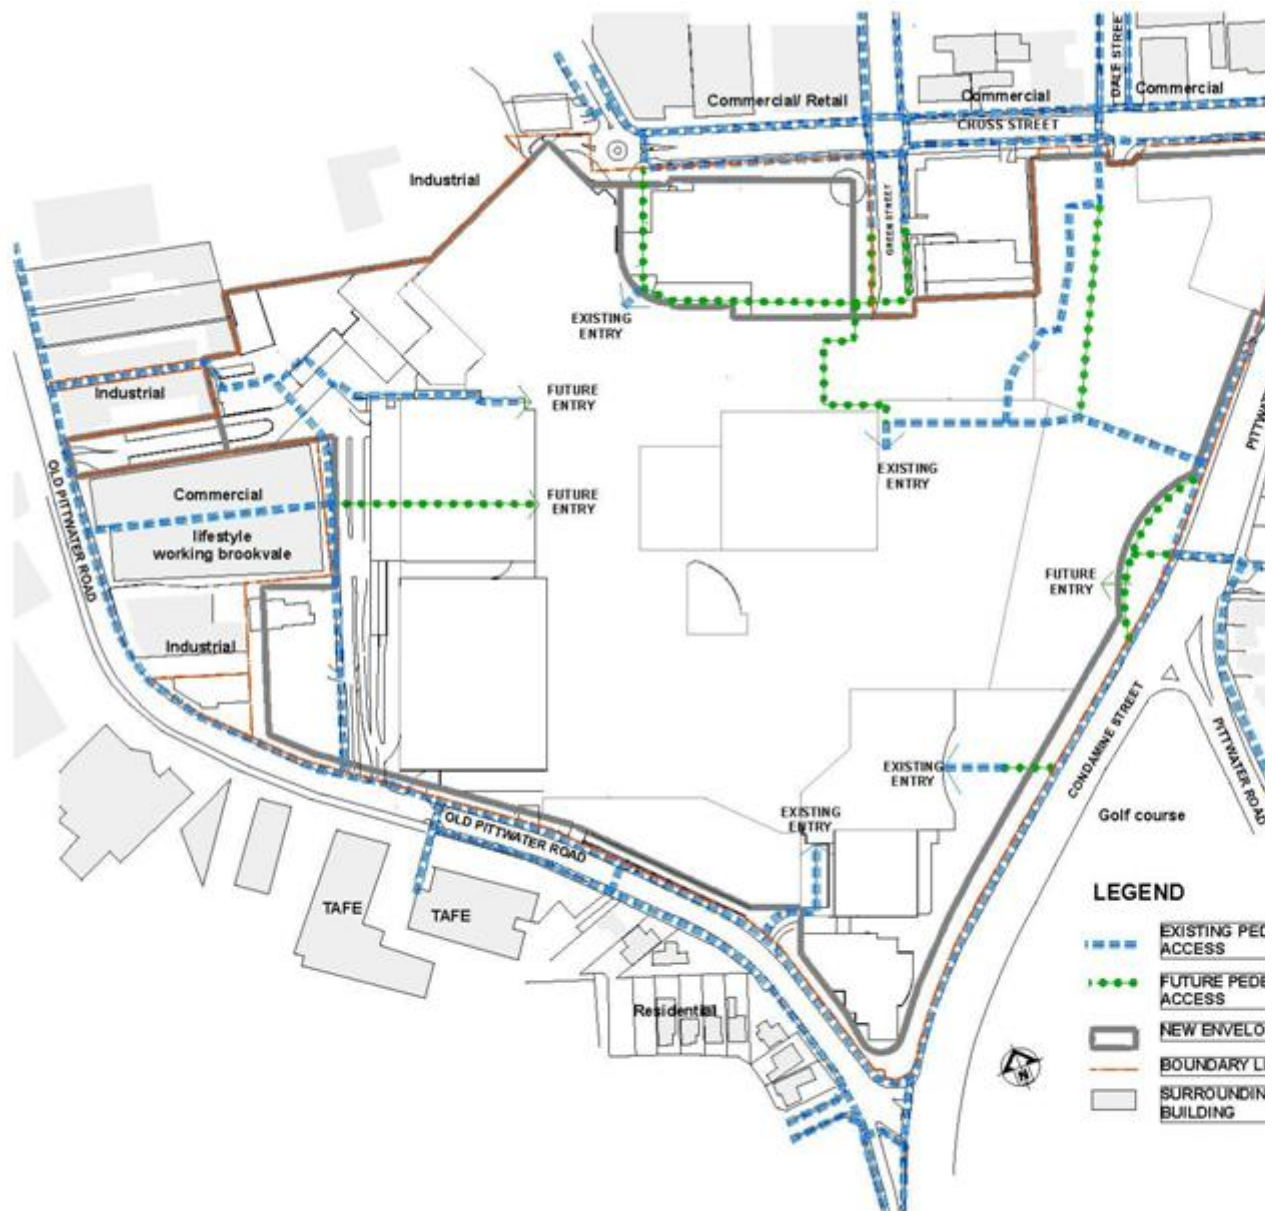 DALE STREE
Commercial/ Retail
Commercial
Commercial
CROSS STREET
Industrial
GREEN STREET
EXISTING
ENTRY
Industrial
FUTURE
ENTRY
PITTWA
EXISTING
ENTRY
OLD PITTWATER ROAD
Commercial
lifestyle
working brookvale
FUTURE
ENTRY
FUTURE
ENTRY
Industrial
CONDAMINE STREET
PITTWATER ROAD
EXISTING
ENTRY
EXISTING
ENTRY
OLD PITTWATER ROAD
Golf course
TAFE
TAFE
Residential
N
LEGEND
EXISTING PED
ACCESS
FUTURE PEDE
ACCESS
NEW ENVELO
BOUNDARY LI
SURROUNDIN
BUILDING